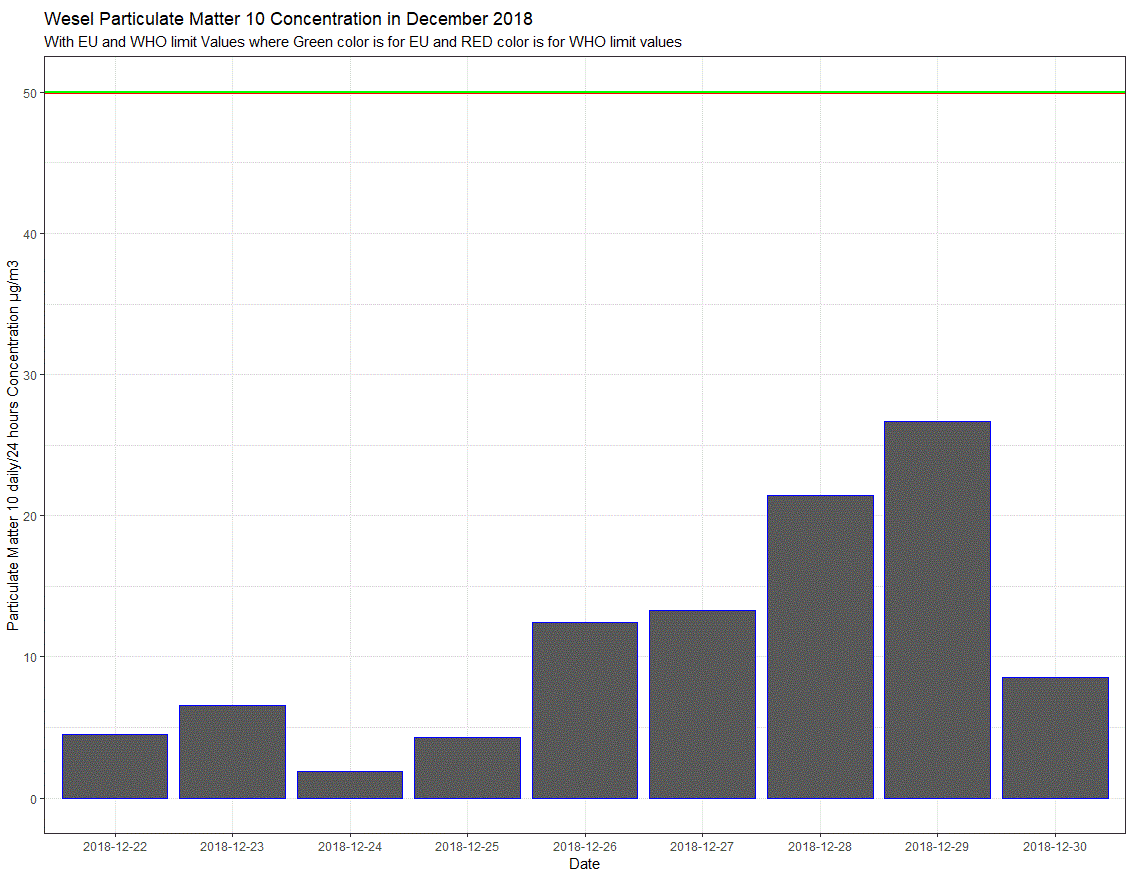 Wesel Particulate Matter 10 Concentration in December 2018
With EU and WHO limit Values where Green color is for EU and RED color is for WHO limit values
Particulate Matter 10 daily/24 hours Concentration µg/m3
50
40
30
20
10
0
2018-12-22 2018-12-23 2018-12-24 2018-12-25 2018-12-26 2018-12-27 2018-12-28 2018-12-29 2018-12-30
Date